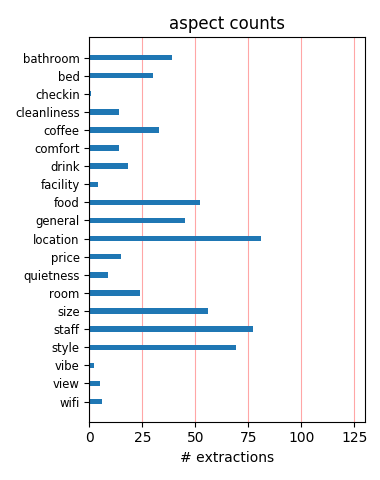 aspect counts
bathroom
bed
checkin
cleanliness
coffee
comfort
drink
facility
food
general
location
price
quietness
room
size
staff
style
vibe
view
wifi
0 25 50 75 100 125
# extractions